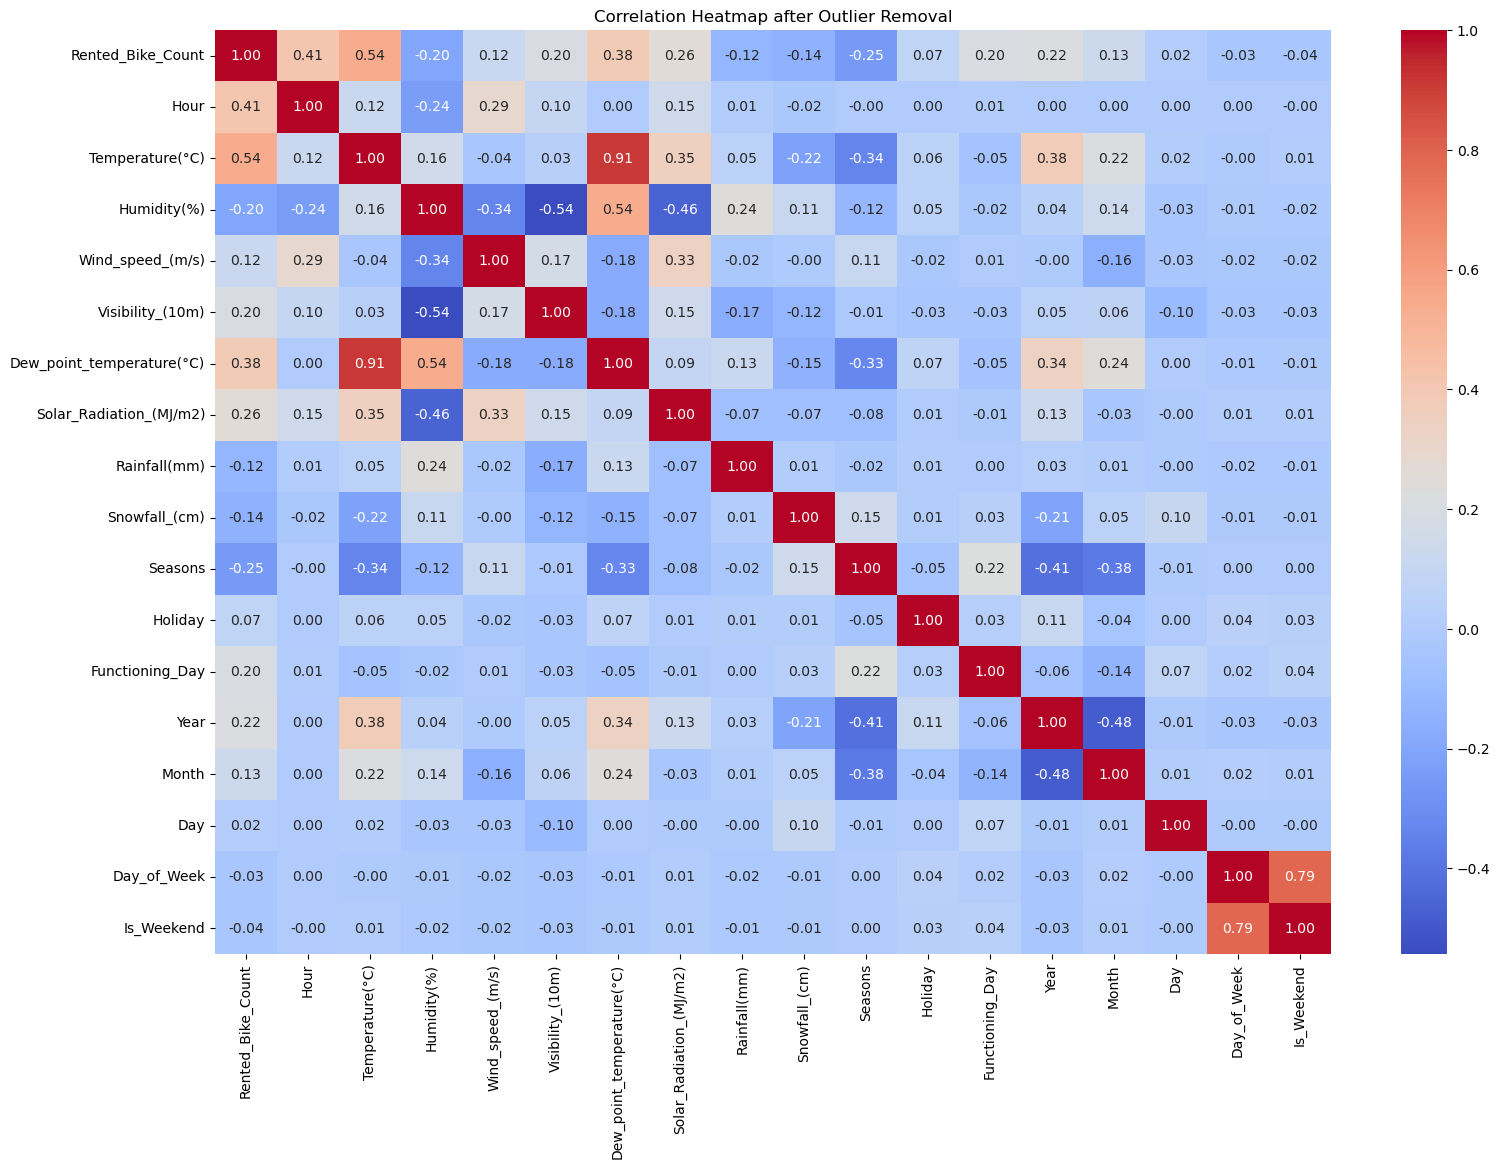 Correlation Heatmap after Outlier Removal
Rented_Bike_Count 1.00 0.41 0.54 -0.20 0.12 0.20 0.38 0.26 -0.12 -0.14 -0.25 0.07 0.20 0.22 0.13 0.02 -0.03 -0.04
Hour 0.41 1.00 0.12 -0.24 0.29 0.10 0.00 0.15 0.01 -0.02 -0.00 0.00 0.01 0.00 0.00 0.00 0.00 -0.00
Temperature(°C) 0.54 0.12 1.00 0.16 -0.04 0.03 0.91 0.35 0.05 -0.22 -0.34 0.06 -0.05 0.38 0.22 0.02 -0.00 0.01
Humidity(%) -0.20 -0.24 0.16 1.00 -0.34 -0.54 0.54 -0.46 0.24 0.11 -0.12 0.05 -0.02 0.04 0.14 -0.03 -0.01 -0.02
Wind_speed_(m/s) 0.12 0.29 -0.04 -0.34 1.00 0.17 -0.18 0.33 -0.02 -0.00 0.11 -0.02 0.01 -0.00 -0.16 -0.03 -0.02 -0.02
Visibility_(10m) 0.20 0.10 0.03 -0.54 0.17 1.00 -0.18 0.15 -0.17 -0.12 -0.01 -0.03 -0.03 0.05 0.06 -0.10 -0.03 -0.03
Dew_point_temperature(°C) 0.38 0.00 0.91 0.54 -0.18 -0.18 1.00 0.09 0.13 -0.15 -0.33 0.07 -0.05 0.34 0.24 0.00 -0.01 -0.01
Solar_Radiation_(MJ/m2) 0.26 0.15 0.35 -0.46 0.33 0.15 0.09 1.00 -0.07 -0.07 -0.08 0.01 -0.01 0.13 -0.03 -0.00 0.01 0.01
Rainfall(mm) -0.12 0.01 0.05 0.24 -0.02 -0.17 0.13 -0.07 1.00 0.01 -0.02 0.01 0.00 0.03 0.01 -0.00 -0.02 -0.01
Snowfall_(cm) -0.14 -0.02 -0.22 0.11 -0.00 -0.12 -0.15 -0.07 0.01 1.00 0.15 0.01 0.03 -0.21 0.05 0.10 -0.01 -0.01
Seasons -0.25 -0.00 -0.34 -0.12 0.11 -0.01 -0.33 -0.08 -0.02 0.15 1.00 -0.05 0.22 -0.41 -0.38 -0.01 0.00 0.00
Holiday 0.07 0.00 0.06 0.05 -0.02 -0.03 0.07 0.01 0.01 0.01 -0.05 1.00 0.03 0.11 -0.04 0.00 0.04 0.03
Functioning_Day 0.20 0.01 -0.05 -0.02 0.01 -0.03 -0.05 -0.01 0.00 0.03 0.22 0.03 1.00 -0.06 -0.14 0.07 0.02 0.04
Year 0.22 0.00 0.38 0.04 -0.00 0.05 0.34 0.13 0.03 -0.21 -0.41 0.11 -0.06 1.00 -0.48 -0.01 -0.03 -0.03
Month 0.13 0.00 0.22 0.14 -0.16 0.06 0.24 -0.03 0.01 0.05 -0.38 -0.04 -0.14 -0.48 1.00 0.01 0.02 0.01
Day 0.02 0.00 0.02 -0.03 -0.03 -0.10 0.00 -0.00 -0.00 0.10 -0.01 0.00 0.07 -0.01 0.01 1.00 -0.00 -0.00
Day_of_Week -0.03 0.00 -0.00 -0.01 -0.02 -0.03 -0.01 0.01 -0.02 -0.01 0.00 0.04 0.02 -0.03 0.02 -0.00 1.00 0.79
Is_Weekend -0.04 -0.00 0.01 -0.02 -0.02 -0.03 -0.01 0.01 -0.01 -0.01 0.00 0.03 0.04 -0.03 0.01 -0.00 0.79 1.00
Rented_Bike_Count
Hour
Temperature(°C)
Humidity(%)
Wind_speed_(m/s)
Visibility_(10m)
Dew_point_temperature(°C)
Solar_Radiation_(MJ/m2)
Rainfall(mm)
Snowfall_(cm)
Seasons
Holiday
Functioning_Day
Year
Month
Day
Day_of_Week
Is_Weekend
1.0
0.8
0.6
0.4
0.2
0.0
−0.2
−0.4